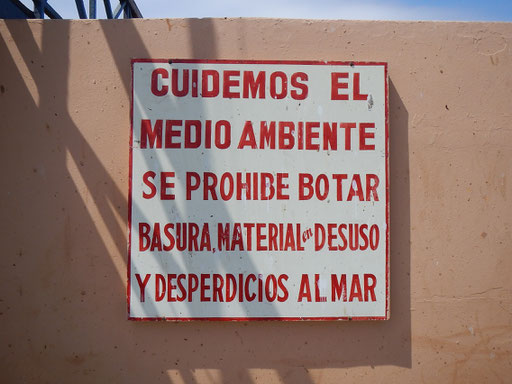 CUIDEMOS EL
MEDIO AMBIENTE
SE PROHIBE BOTAR
BASURA, MATERIAL en DESUSO
Y DESPERDICIOS AL MAR